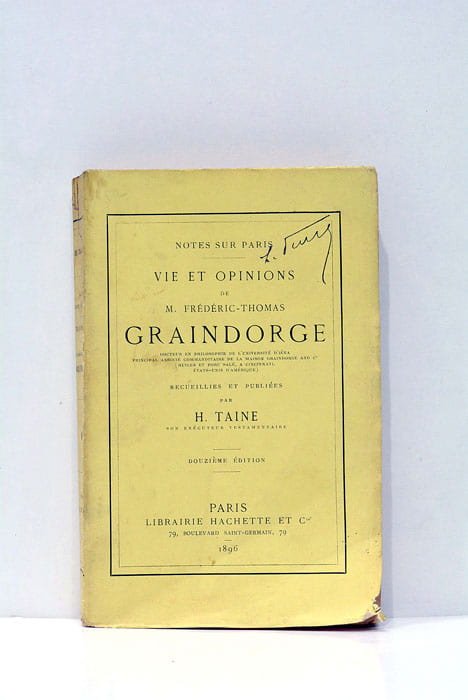 NOTES SUR PARIS
VIE ET OPINIONS
DE
M. FRÉDÉRIC-THOMAS
GRAINDORGE
DOCTEUR EN PHILOSOPHIE DE L'UNIVERSITÉ D'IÉNA
PRINCIPAL ASSOCIÉ COMMANDITAIRE DE LA MAISON GRAINDORGE AND Cº
(HUILES ET PORC SALÉ, A CINCINNATI,
ÉTATS-UNIS D'AMÉRIQUE)
RECUEILLIES ET PUBLIÉES
PAR
H. TAINE
SON EXÉCUTEUR TESTAMENTAIRE
DOUZIÈME ÉDITION
PARIS
LIBRAIRIE HACHETTE ET Cie
79, BOULEVARD SAINT-GERMAIN, 79
1896